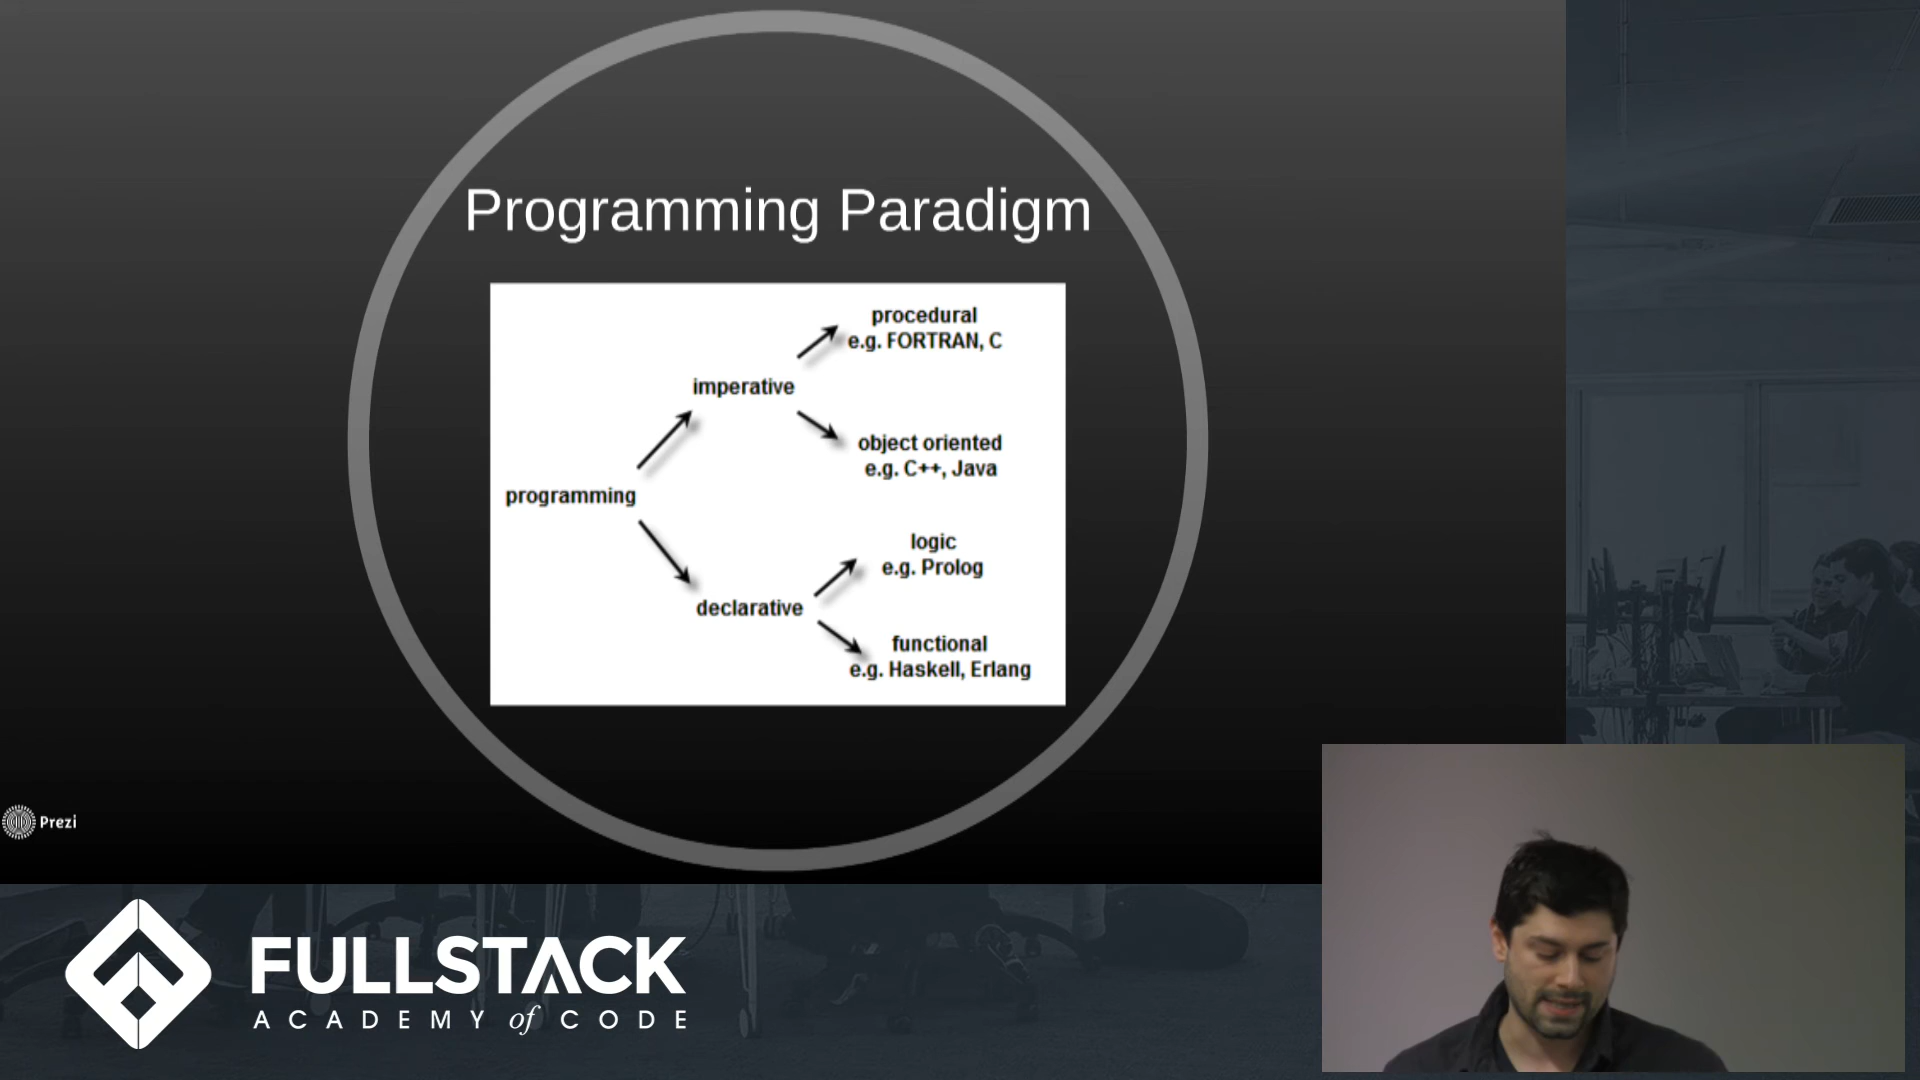 Programming Paradigm
procedural
e.g. FORTRAN, C
imperative
object oriented
e.g. C++, Java
programming
logic
e.g. Prolog
declarative
functional
e.g. Haskell, Erlang
Prezi
FULLSTACK
ACADEMY of CODE